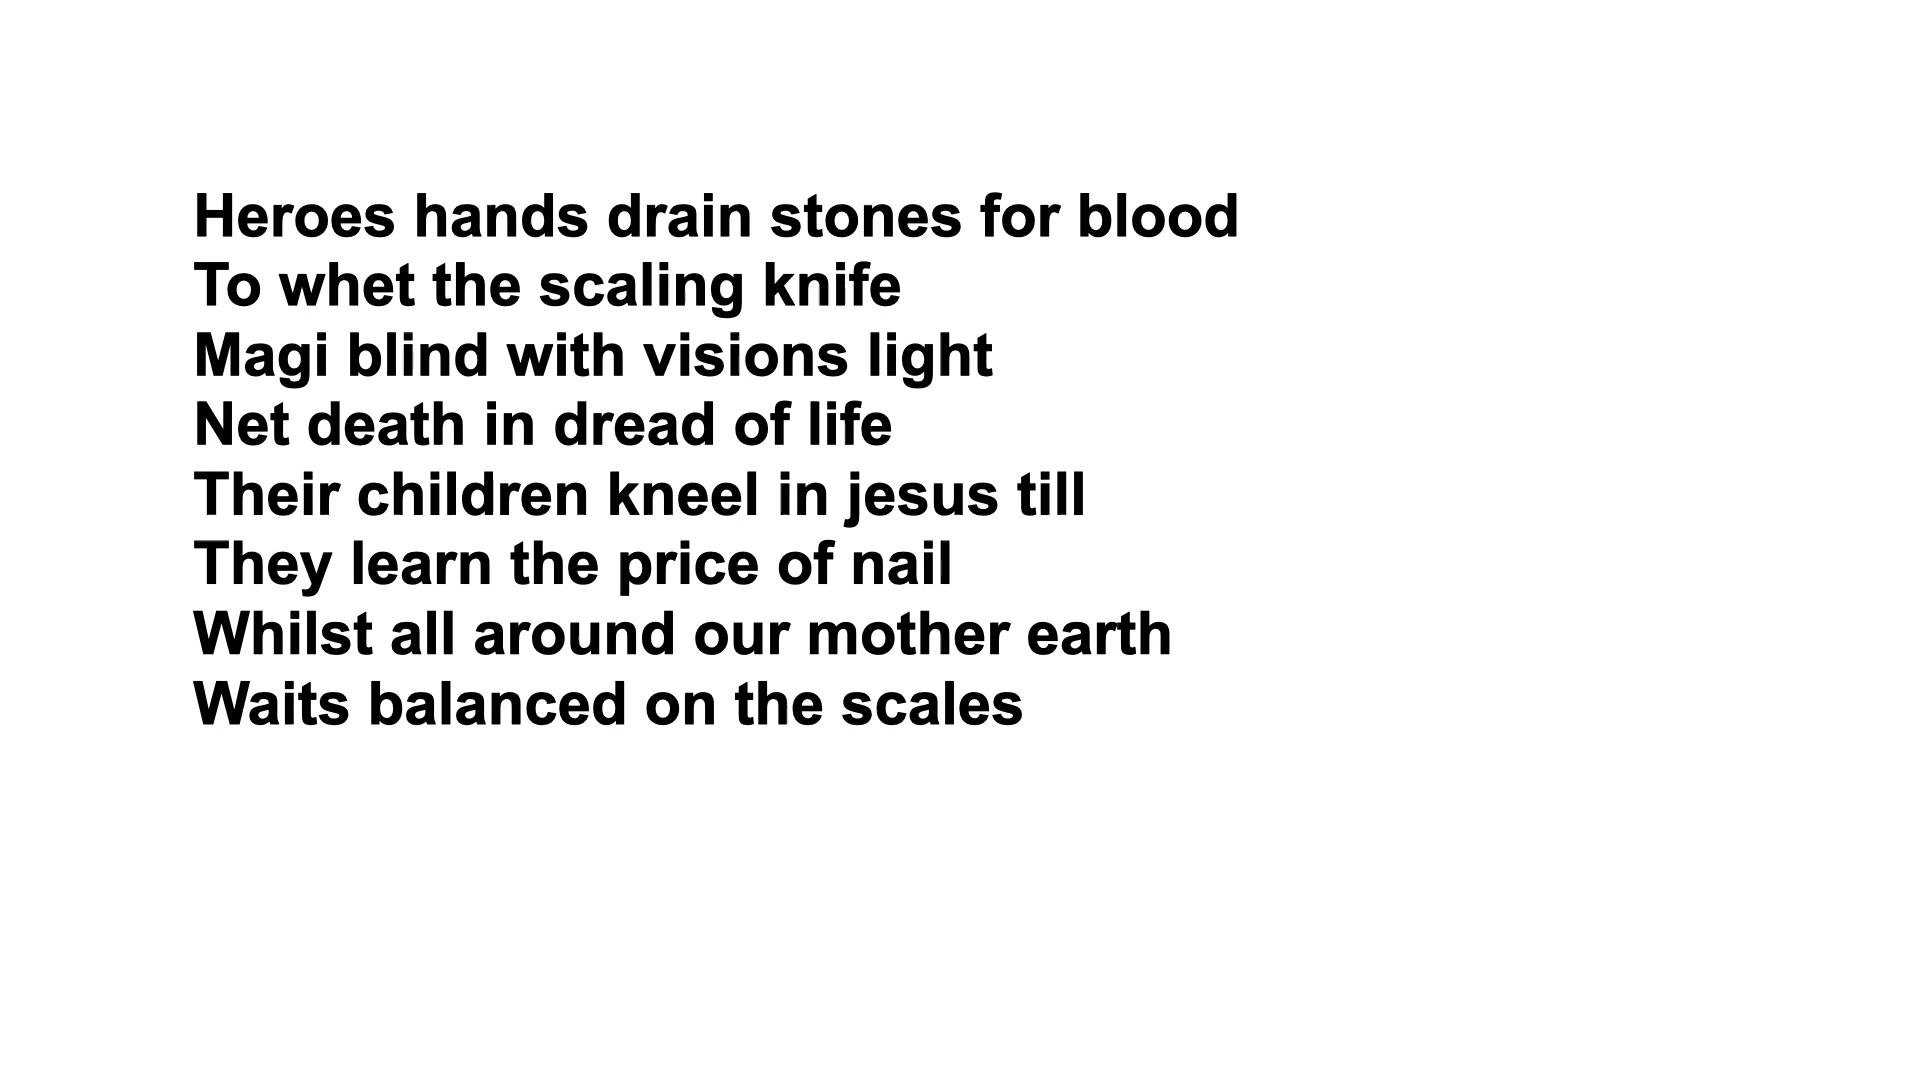 Heroes hands drain stones for blood
To whet the scaling knife
Magi blind with visions light
Net death in dread of life
Their children kneel in jesus till
They learn the price of nail
Whilst all around our mother earth
Waits balanced on the scales